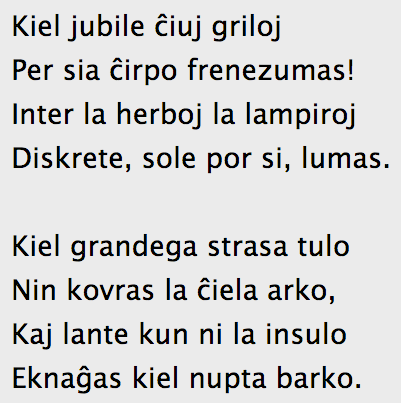 Kiel jubile ĉiuj griloj
Per sia ĉirpo frenezumas!
Inter la herboj la lampiroj
Diskrete, sole por si, lumas.

Kiel grandega strasa tulo
Nin kovras la ĉiela arko,
Kaj lante kun ni la insulo
Eknaĝas kiel nupta barko.